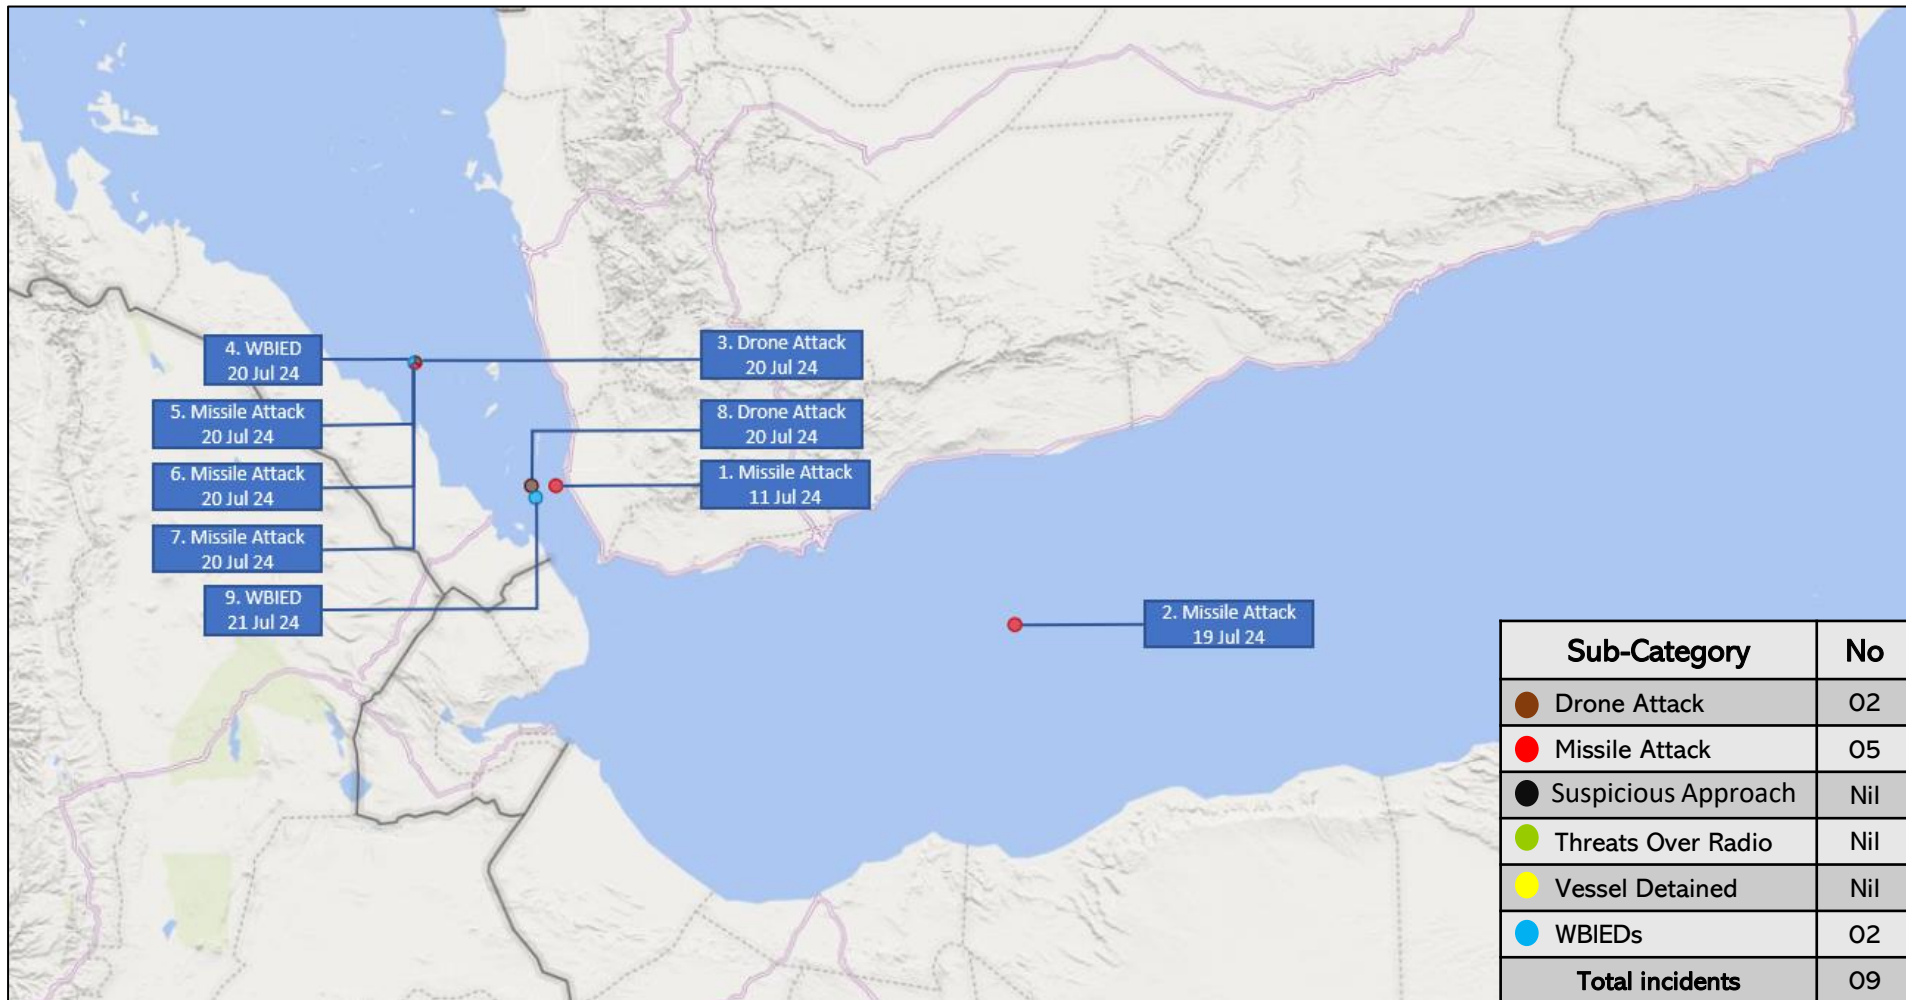 4. WBIED
20 Jul 24
5. Missile Attack
20 Jul 24
6. Missile Attack
20 Jul 24
7. Missile Attack
20 Jul 24
9. WBIED
21 Jul 24
3. Drone Attack
20 Jul 24
8. Drone Attack
20 Jul 24
1. Missile Attack
11 Jul 24
2. Missile Attack
19 Jul 24
Sub-Category No
Drone Attack 02
Missile Attack 05
Suspicious Approach Nil
Threats Over Radio Nil
Vessel Detained Nil
WBIEDs 02
Total incidents 09